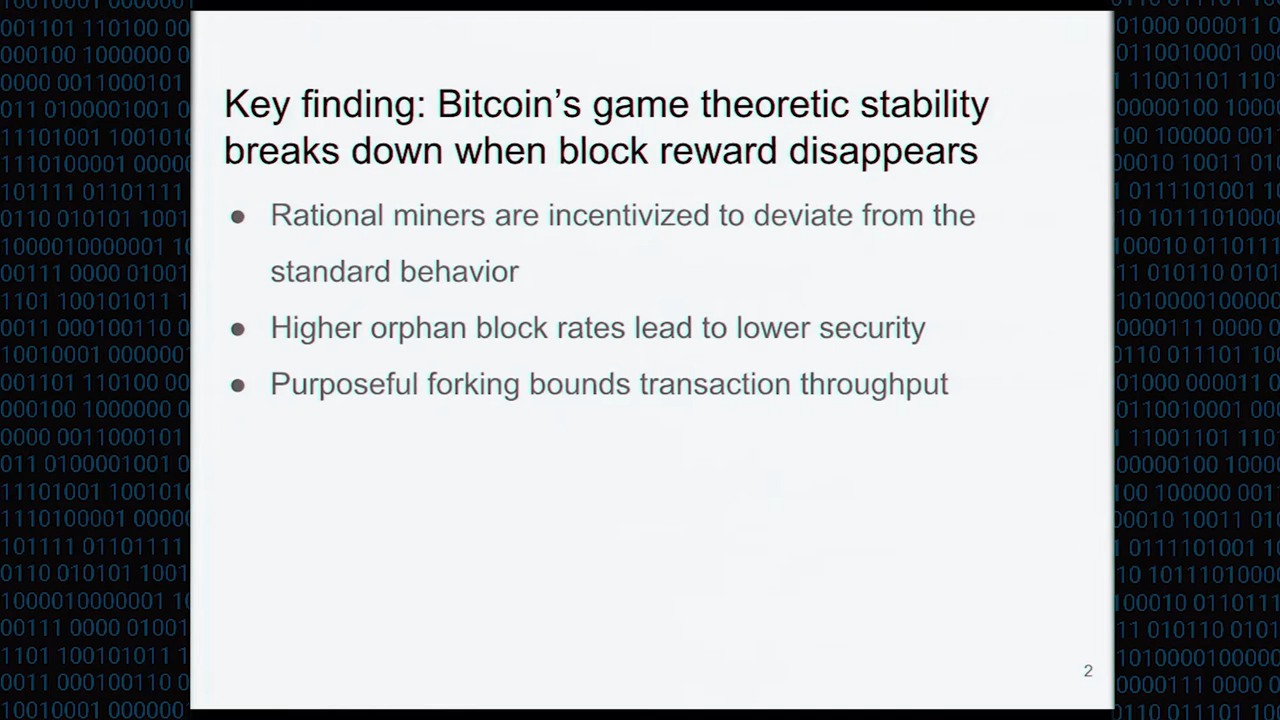 Key finding: Bitcoin’s game theoretic stability
breaks down when block reward disappears
● Rational miners are incentivized to deviate from the
standard behavior
● Higher orphan block rates lead to lower security
● Purposeful forking bounds transaction throughput
2